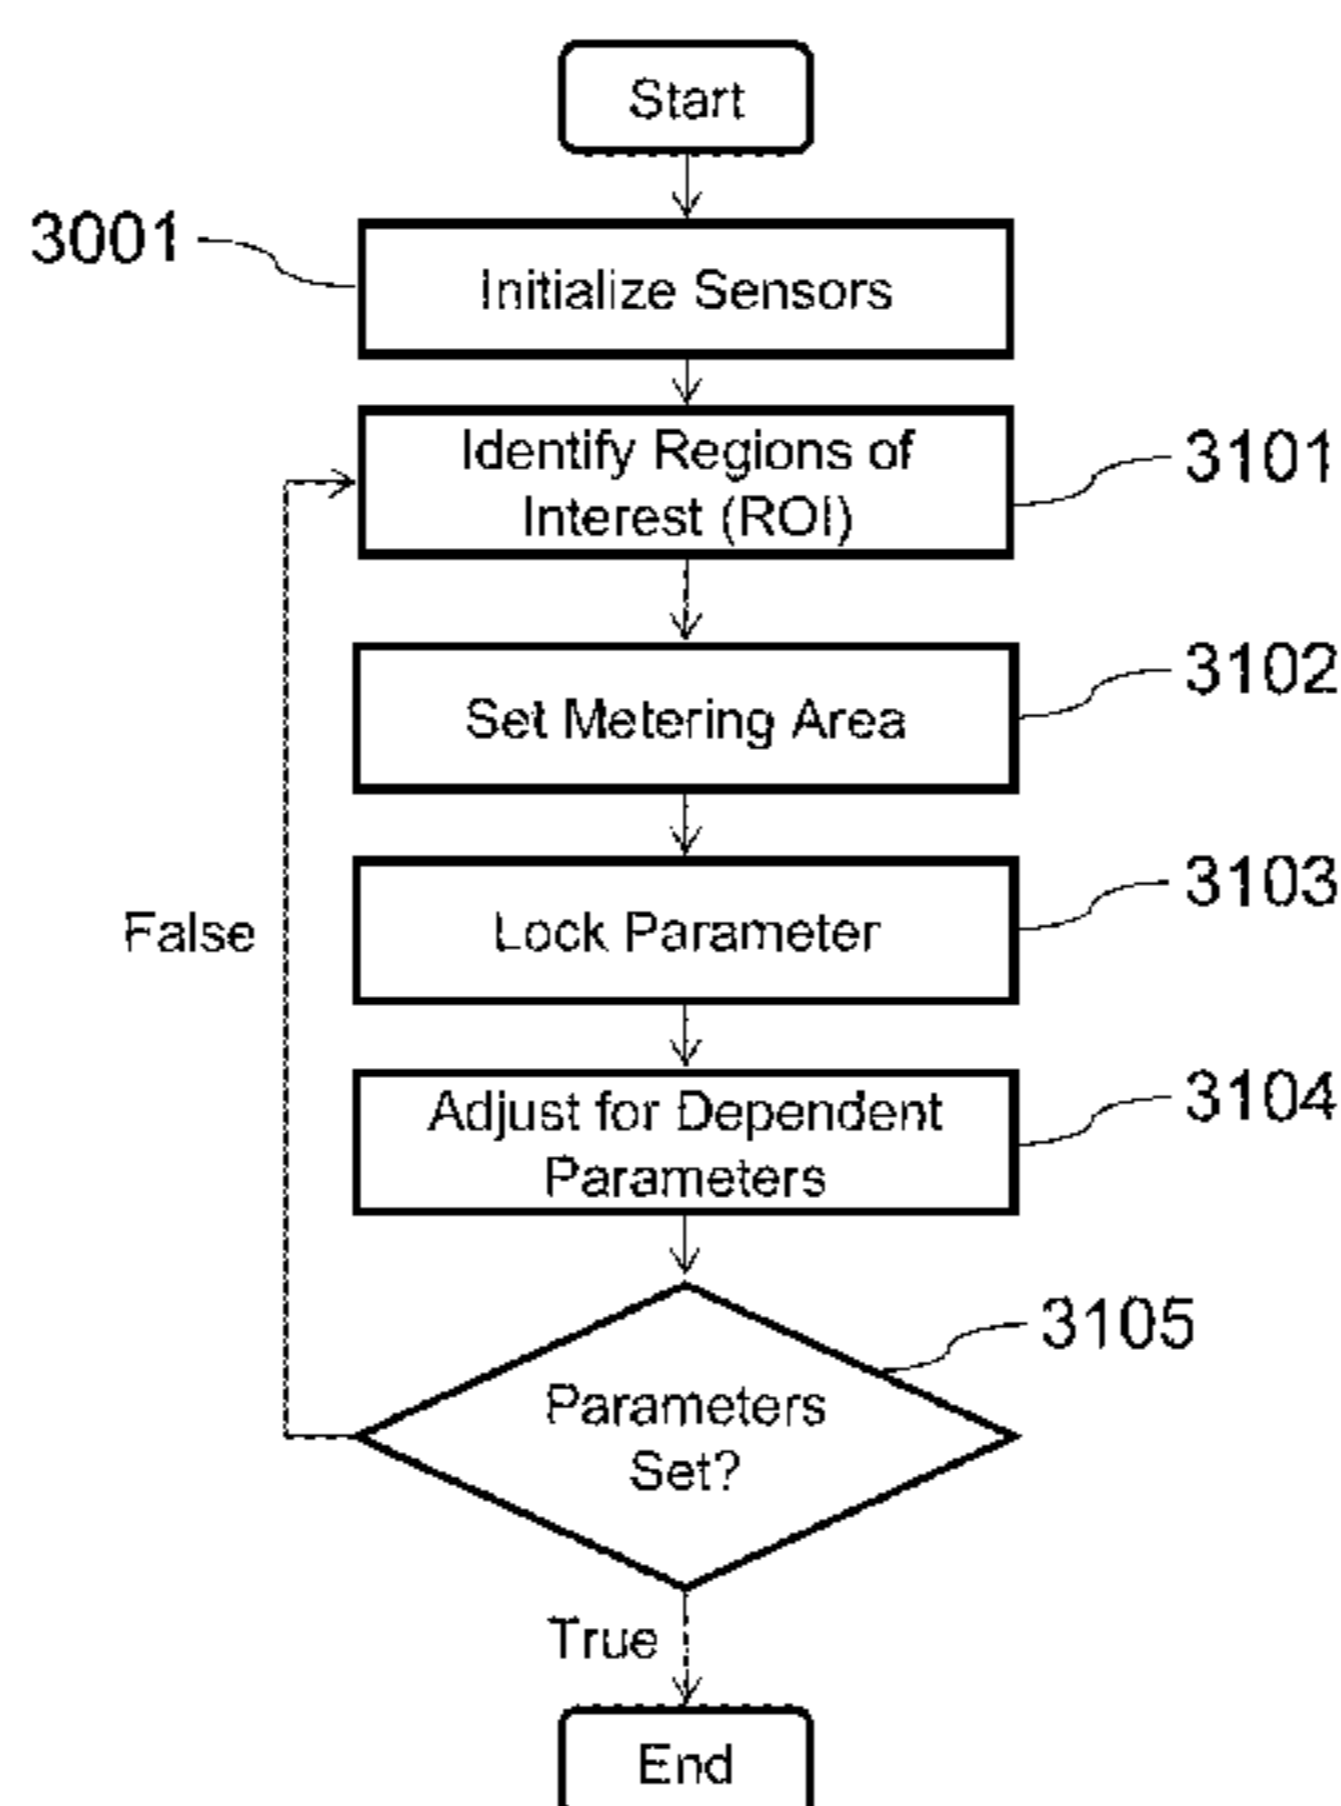 Start
3001
Initialize Sensors
Identify Regions of
Interest (ROI)
3101
Set Metering Area
3102
Lock Parameter
3103
False
Adjust for Dependent
Parameters
3104
Parameters
Set?
3105
True
End